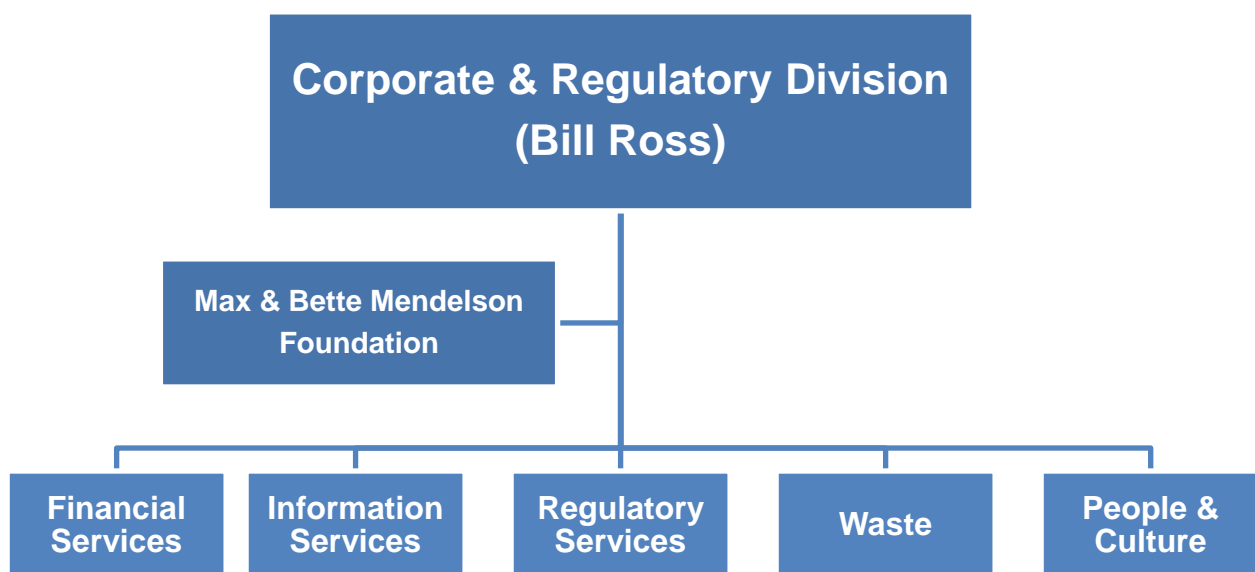 Corporate & Regulatory Division
(Bill Ross)
Max & Bette Mendelson
Foundation
Financial
Services
Information
Services
Regulatory
Services
Waste
People &
Culture